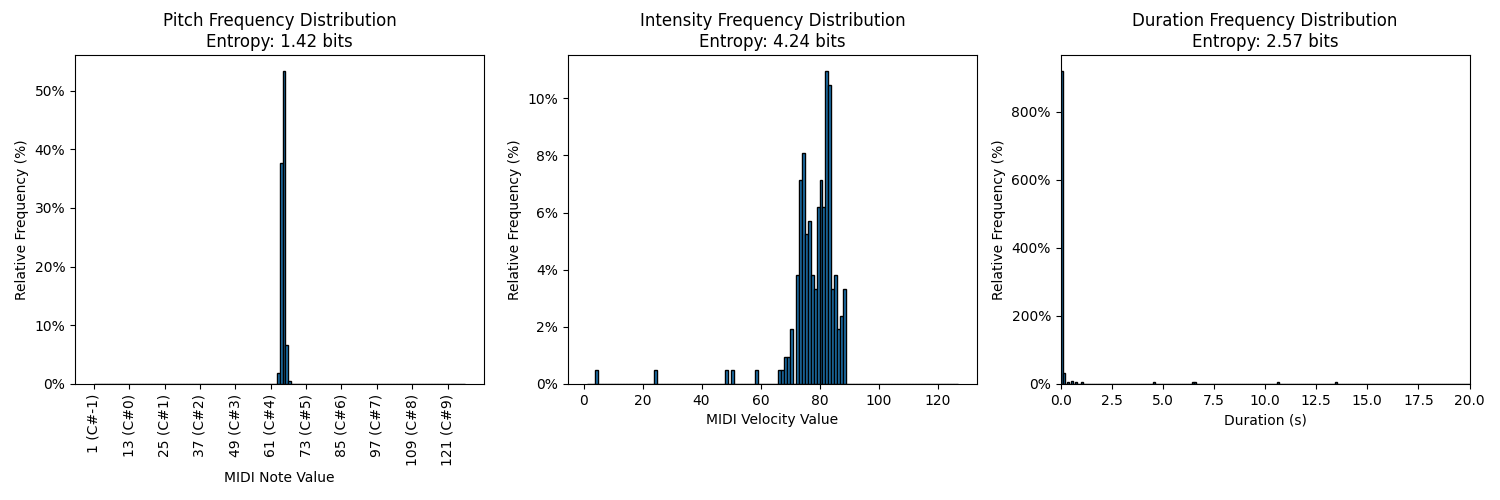 Pitch Frequency Distribution
Entropy: 1.42 bits
Relative Frequency (%)
50%
40%
30%
20%
10%
0%
1 (C#-1)
13 (C#0)
25 (C#1)
37 (C#2)
49 (C#3)
61 (C#4)
73 (C#5)
85 (C#6)
97 (C#7)
109 (C#8)
121 (C#9)
MIDI Note Value
Intensity Frequency Distribution
Entropy: 4.24 bits
Relative Frequency (%)
10%
8%
6%
4%
2%
0%
0 20 40 60 80 100 120
MIDI Velocity Value
Duration Frequency Distribution
Entropy: 2.57 bits
Relative Frequency (%)
800%
600%
400%
200%
0%
0.0 2.5 5.0 7.5 10.0 12.5 15.0 17.5 20.0
Duration (s)